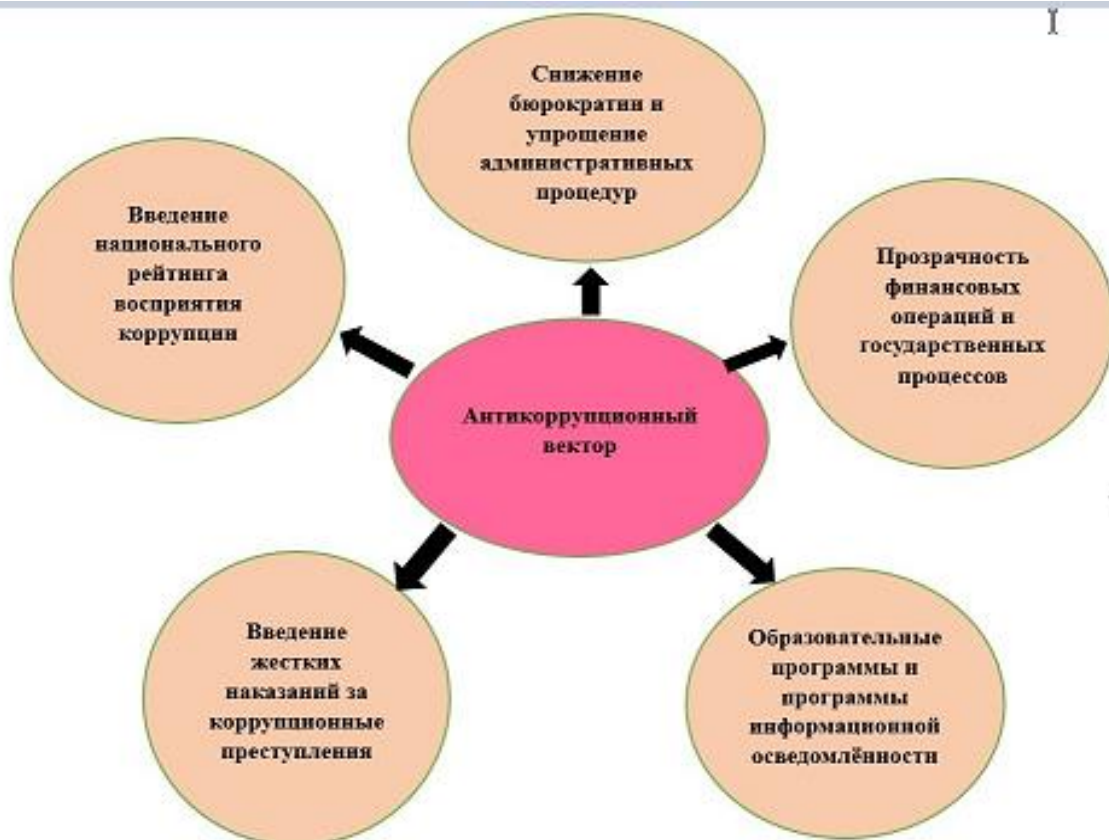 Снижение
бюрократии и
упрошение
административных
процедур
Введение
национального
рейтинга
восприятия
коррупции
Прозрачность
финансовых
операций и
государственных
процессов
Антикоррупционный
вектор
Введение
жестких
наказаний за
коррупционные
преступления
Образовательные
программы и
программы
информационной
осведомлённости